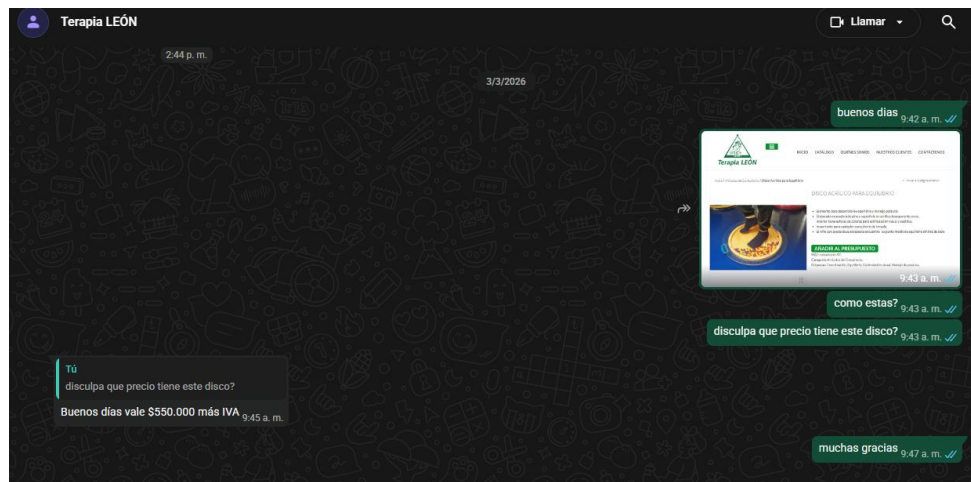 Terapia LEÓN
Llamar
2:44 p. m.
3/3/2026
buenos dias 9:42 a. m.
Terapia LEÓN
INICIO CATÁLOGO QUIÉNES SOMOS NUESTROS CLIENTES CONTÁCTENOS
DISCO ACRÍLICO PARA EQUILIBRIO
AÑADIR AL PRESUPUESTO
9:43 a. m.
como estas? 9:43 a. m.
disculpa que precio tiene este disco? 9:43 a. m.
Tú
disculpa que precio tiene este disco?
Buenos días vale $550.000 más IVA 9:45 a. m.
muchas gracias 9:47 a. m.